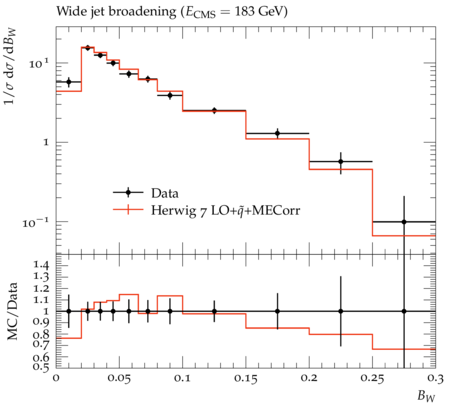 Wide jet broadening (E_CMS = 183 GeV)
1/σ dσ/dB_W
10^1
1
10^−1
Data
Herwig 7 LO+q̃+MECorr
MC/Data
1.4
1.3
1.2
1.1
1
0.9
0.8
0.7
0.6
0.5
0 0.05 0.1 0.15 0.2 0.25 0.3
B_W